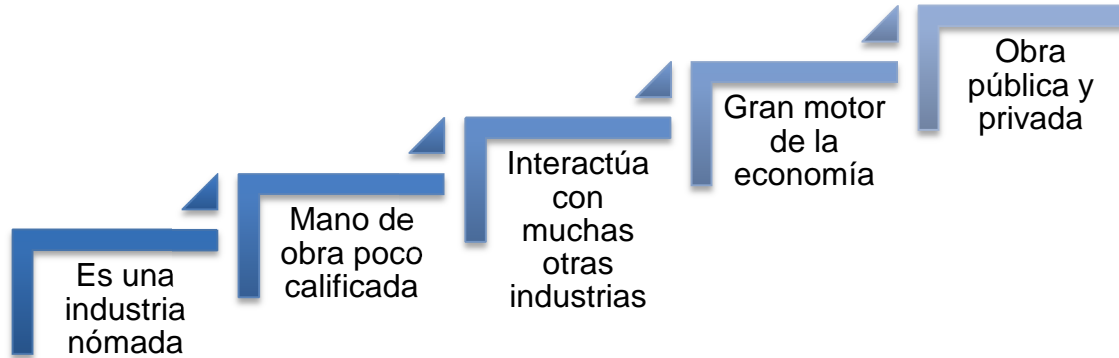 Es una
industria
nómada
Mano de
obra poco
calificada
Interactúa
con
muchas
otras
industrias
Gran motor
de la
economía
Obra
pública y
privada